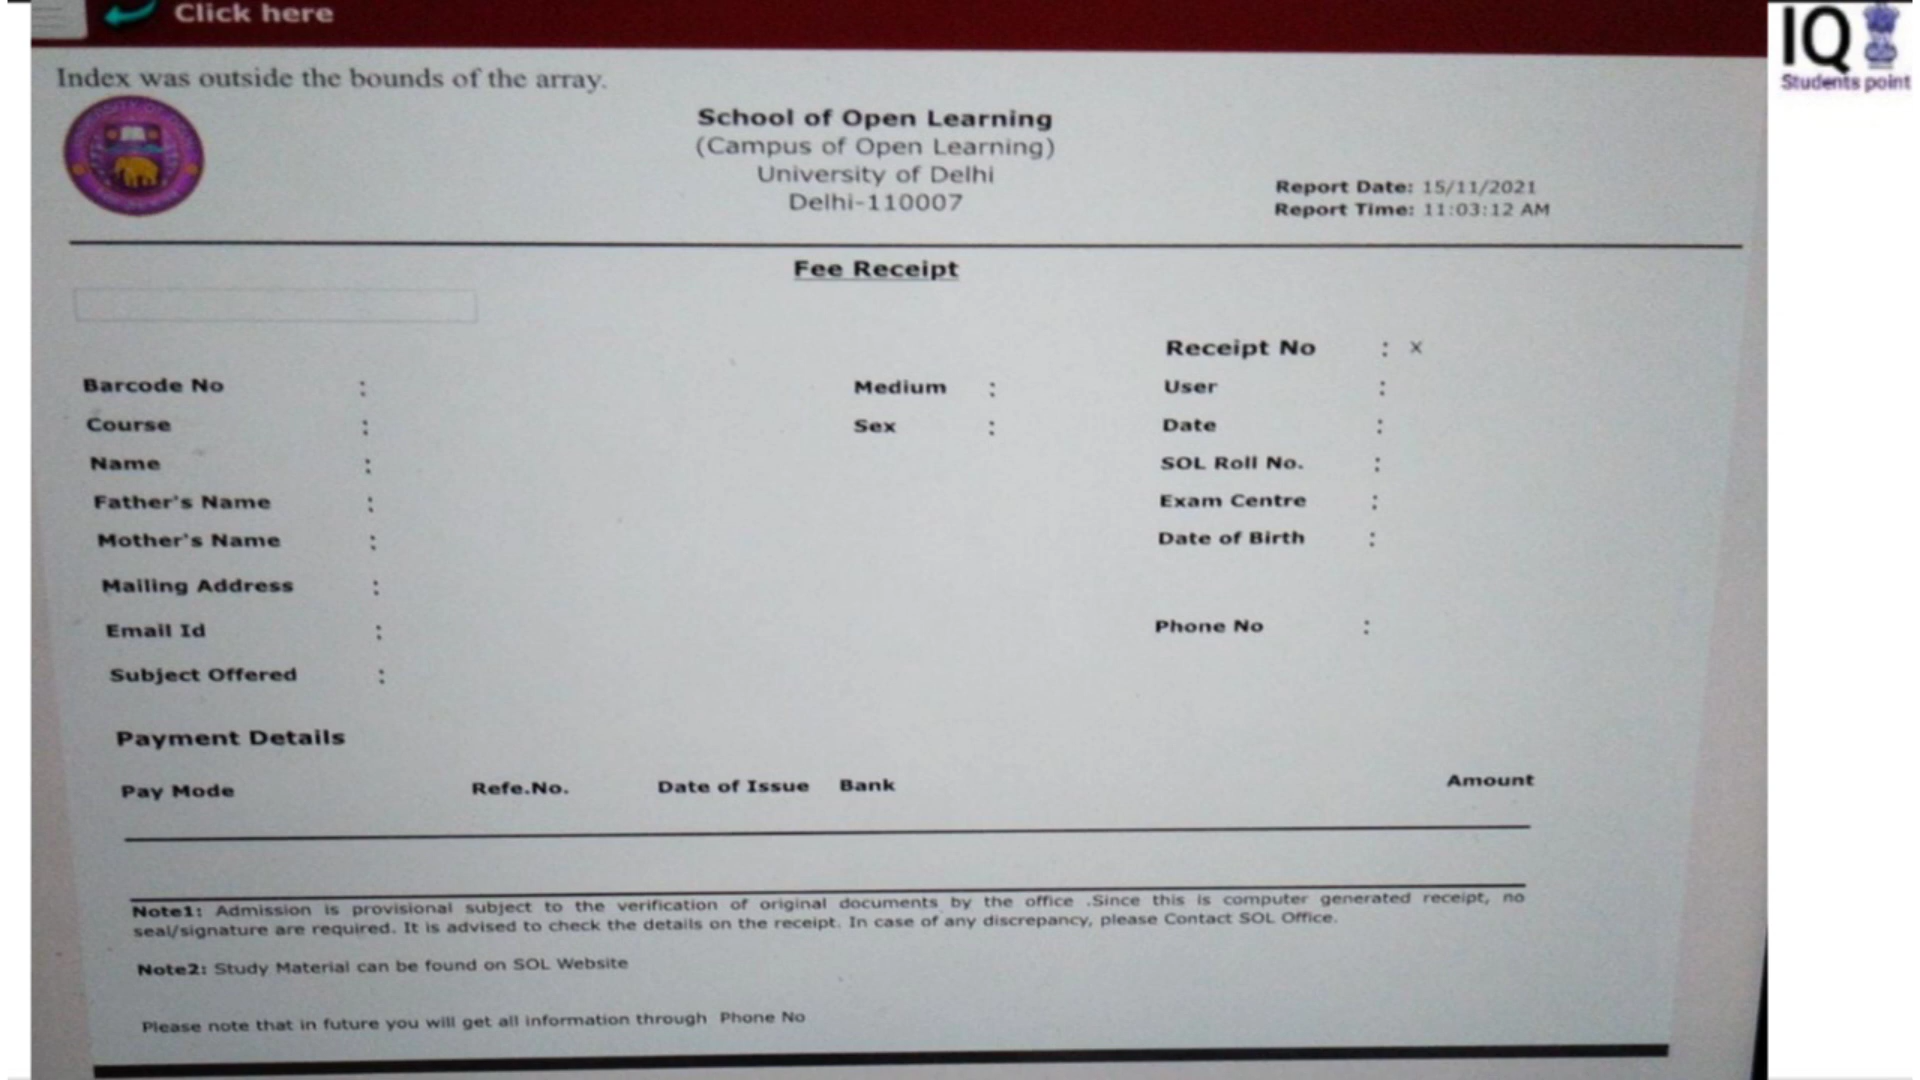 Click here
IQ
Students point
Index was outside the bounds of the array.
School of Open Learning
(Campus of Open Learning)
University of Delhi
Delhi-110007
Report Date: 15/11/2021
Report Time: 11:03:12 AM
Fee Receipt
Receipt No : x
Barcode No : Medium : User :
Course : Sex : Date :
Name : SOL Roll No. :
Father's Name : Exam Centre :
Mother's Name : Date of Birth :
Mailing Address :
Email Id : Phone No :
Subject Offered :
Payment Details
Pay Mode Refe.No. Date of Issue Bank Amount
Note1: Admission is provisional subject to the verification of original documents by the office .Since this is computer generated receipt, no
seal/signature are required. It is advised to check the details on the receipt. In case of any discrepancy, please Contact SOL Office.
Note2: Study Material can be found on SOL Website
Please note that in future you will get all information through Phone No